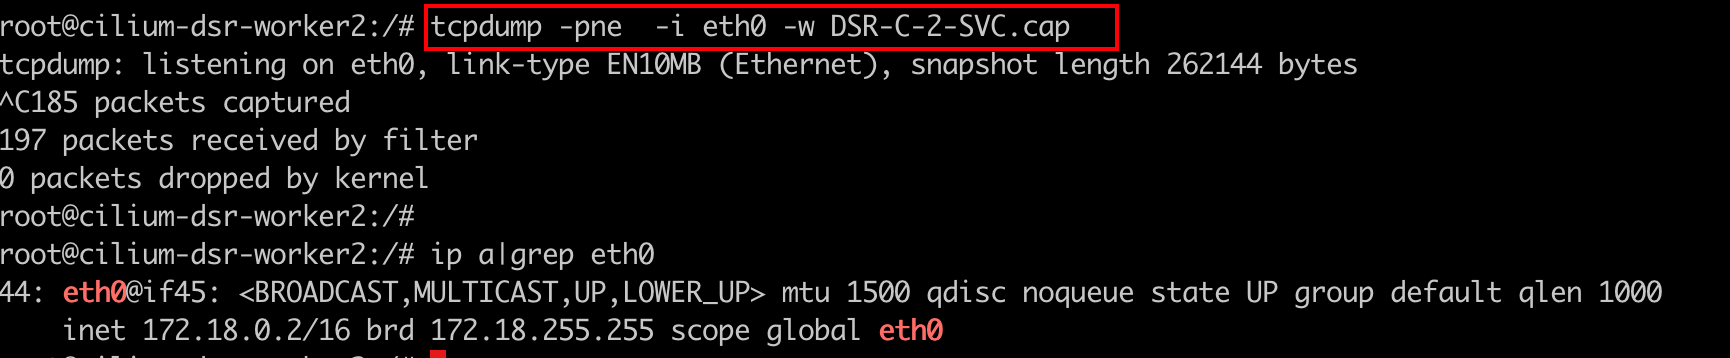 root@cilium-dsr-worker2:/# tcpdump -pne  -i eth0 -w DSR-C-2-SVC.cap
tcpdump: listening on eth0, link-type EN10MB (Ethernet), snapshot length 262144 bytes
^C185 packets captured
197 packets received by filter
0 packets dropped by kernel
root@cilium-dsr-worker2:/#
root@cilium-dsr-worker2:/# ip a|grep eth0
44: eth0@if45: <BROADCAST,MULTICAST,UP,LOWER_UP> mtu 1500 qdisc noqueue state UP group default qlen 1000
    inet 172.18.0.2/16 brd 172.18.255.255 scope global eth0
root@cilium-dsr-worker2:/#